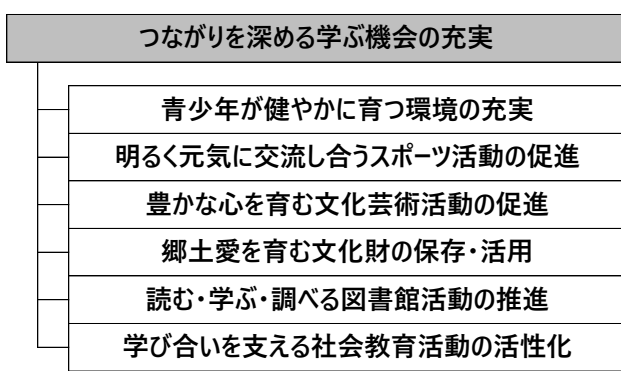 つながりを深める学ぶ機会の充実
青少年が健やかに育つ環境の充実
明るく元気に交流し合うスポーツ活動の促進
豊かな心を育む文化芸術活動の促進
郷土愛を育む文化財の保存・活用
読む・学ぶ・調べる図書館活動の推進
学び合いを支える社会教育活動の活性化